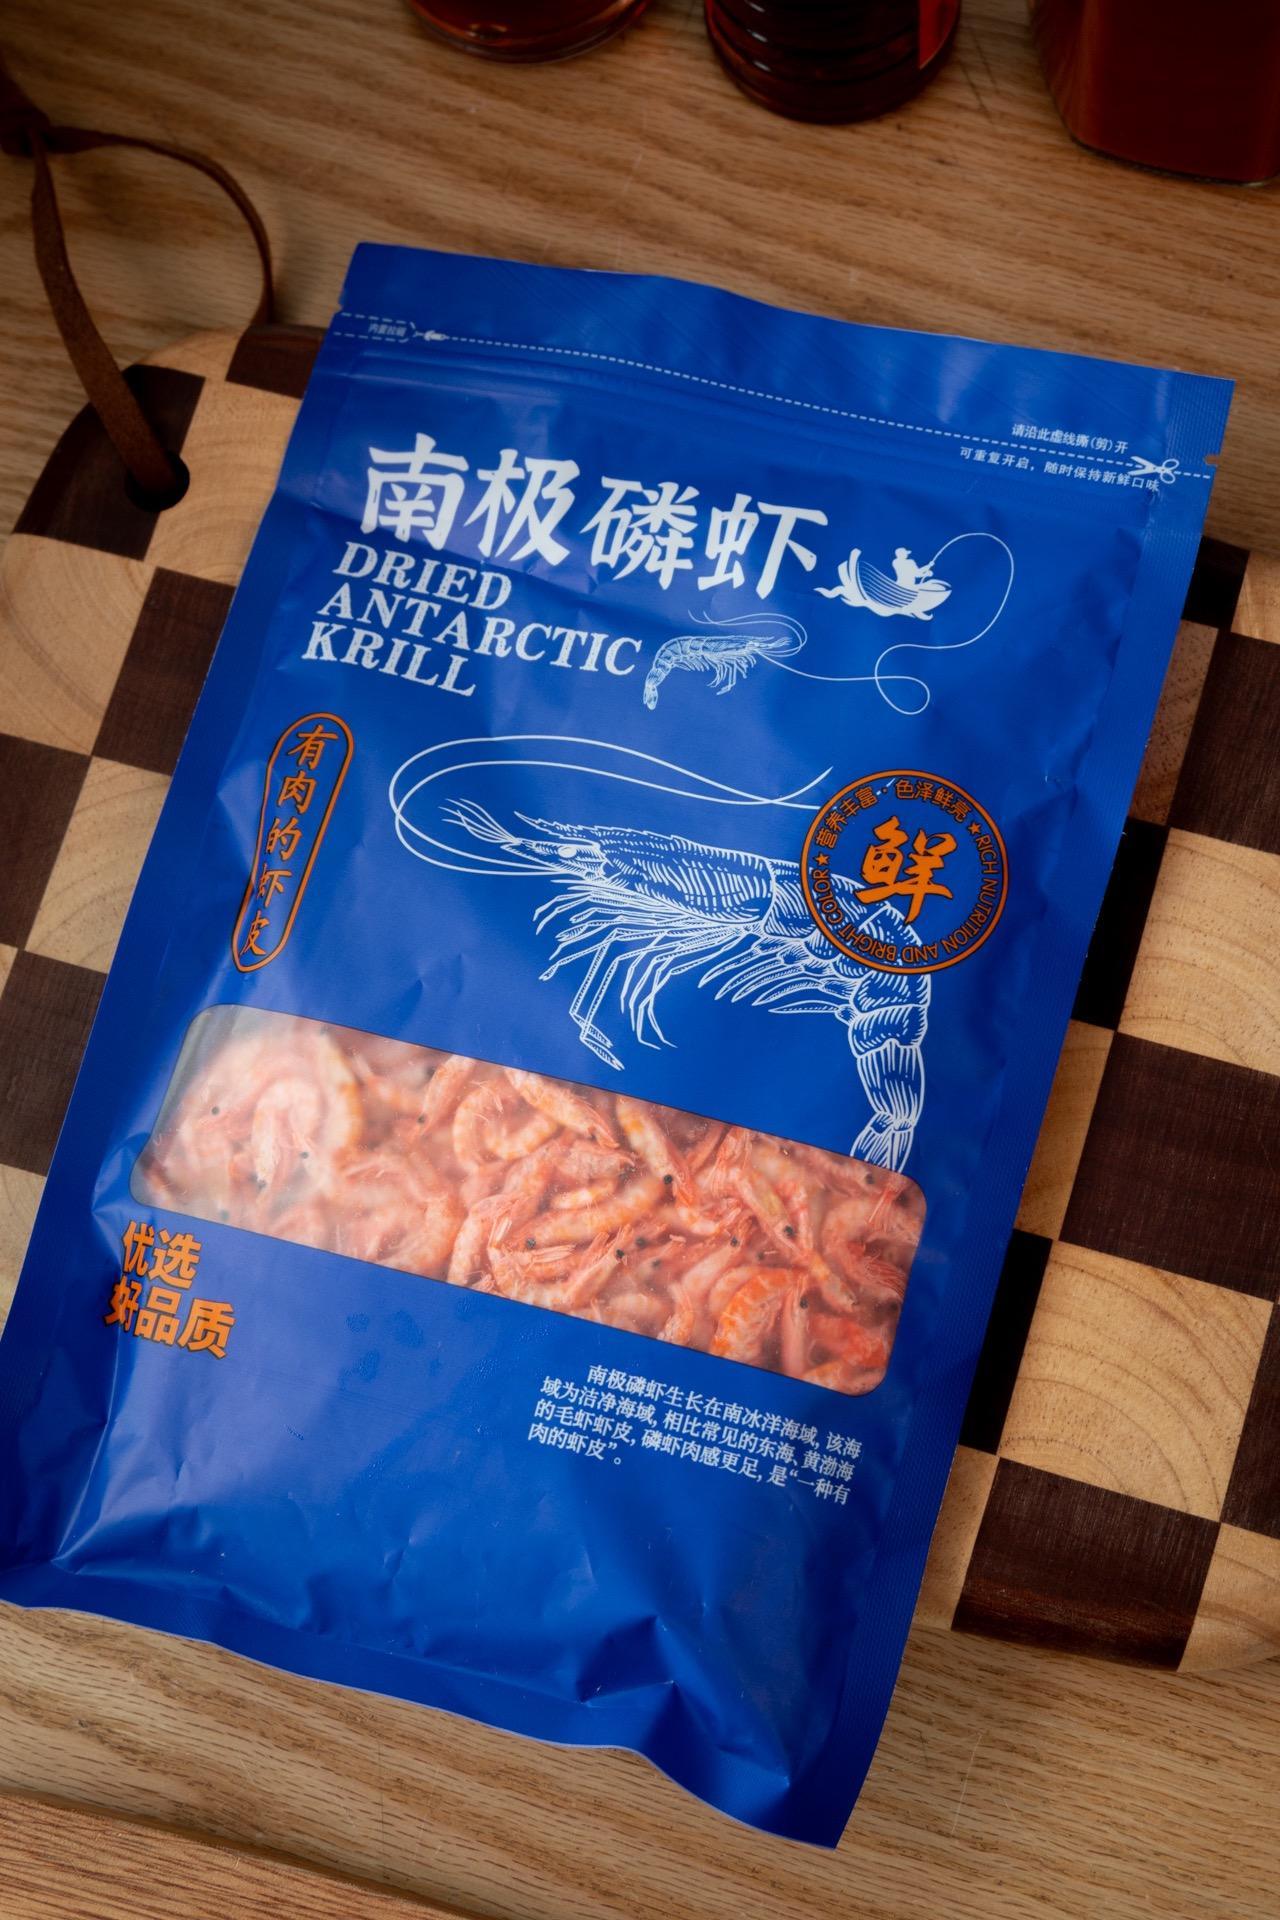 内置拉链
请沿此虚线撕(剪)开
可重复开启，随时保持新鲜口味
南极磷虾
DRIED
ANTARCTIC
KRILL
有肉的虾皮
营养丰富·色泽鲜亮
★RICH NUTRITION AND BRIGHT COLOR★
鲜
优选
好品质
南极磷虾生长在南冰洋海域，该海
域为洁净海域，相比常见的东海、黄渤海
的毛虾虾皮，磷虾肉感更足，是“一种有
肉的虾皮”。